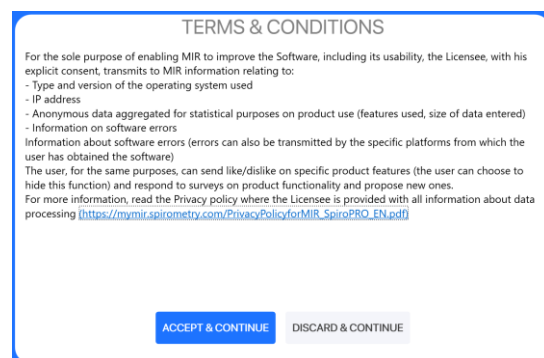 TERMS & CONDITIONS
For the sole purpose of enabling MIR to improve the Software, including its usability, the Licensee, with his
explicit consent, transmits to MIR information relating to:
- Type and version of the operating system used
- IP address
- Anonymous data aggregated for statistical purposes on product use (features used, size of data entered)
- Information on software errors
Information about software errors (errors can also be transmitted by the specific platforms from which the
user has obtained the software)
The user, for the same purposes, can send like/dislike on specific product features (the user can choose to
hide this function) and respond to surveys on product functionality and propose new ones.
For more information, read the Privacy policy where the Licensee is provided with all information about data
processing (https://mymir.spirometry.com/PrivacyPolicyforMIR_SpiroPRO_EN.pdf)
ACCEPT & CONTINUE
DISCARD & CONTINUE